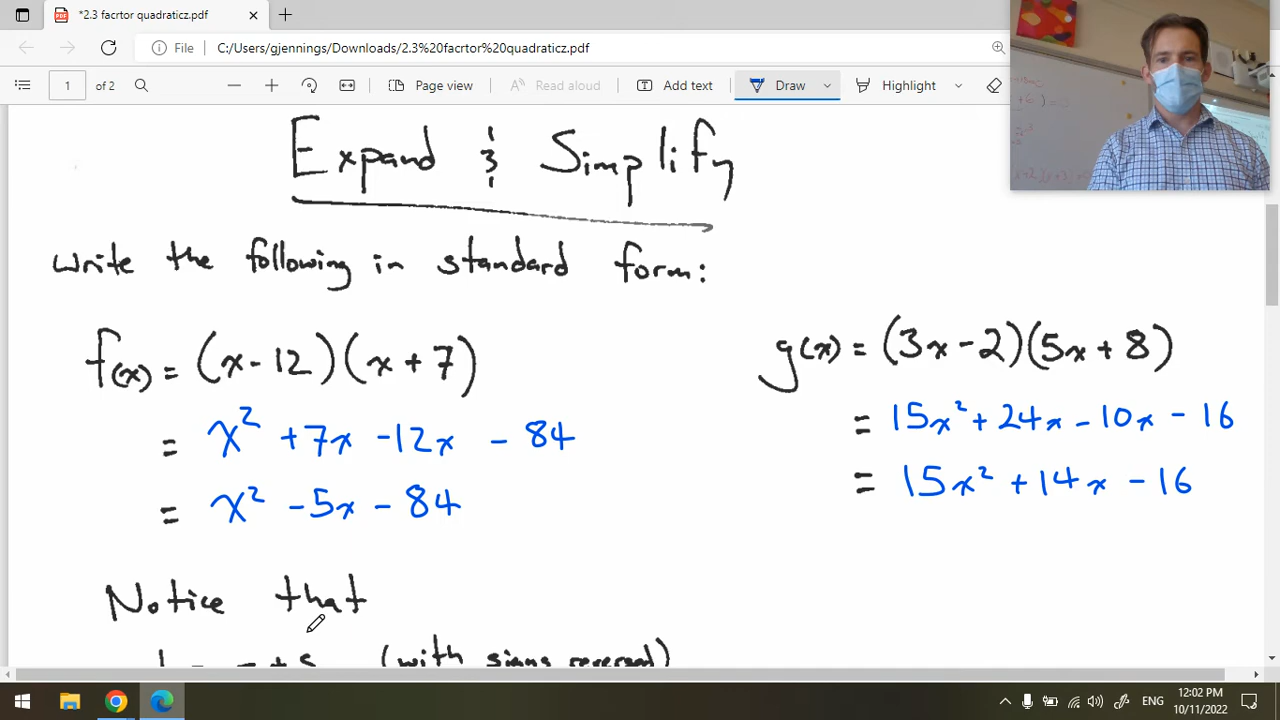 *2.3 facrtor quadraticz.pdf
File C:/Users/gjennings/Downloads/2.3%20facrtor%20quadraticz.pdf
1 of 2 Page view Read aloud Add text Draw Highlight
Expand & Simplify
Write the following in standard form:
f(x) = (x - 12)(x + 7)
= x² + 7x - 12x - 84
= x² - 5x - 84
g(x) = (3x - 2)(5x + 8)
= 15x² + 24x - 10x - 16
= 15x² + 14x - 16
Notice that
(with signs reversed)
ENG
12:02 PM
10/11/2022